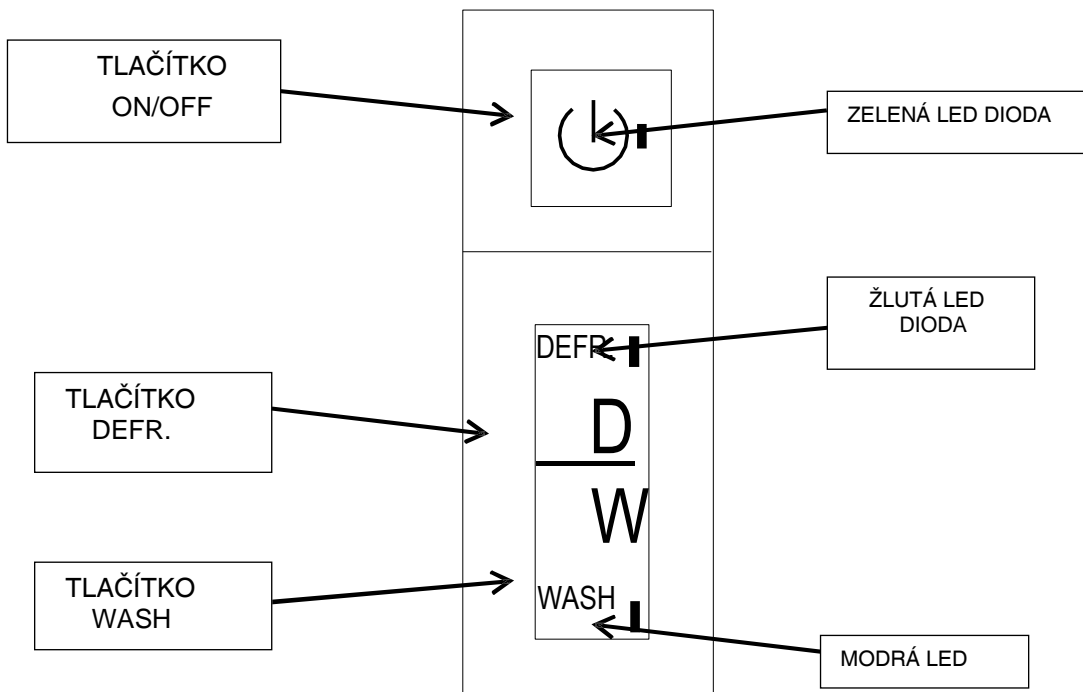 TLAČÍTKO
ON/OFF
ZELENÁ LED DIODA
ŽLUTÁ LED
DIODA
DEFR.
TLAČÍTKO
DEFR.
D
W
WASH
TLAČÍTKO
WASH
MODRÁ LED